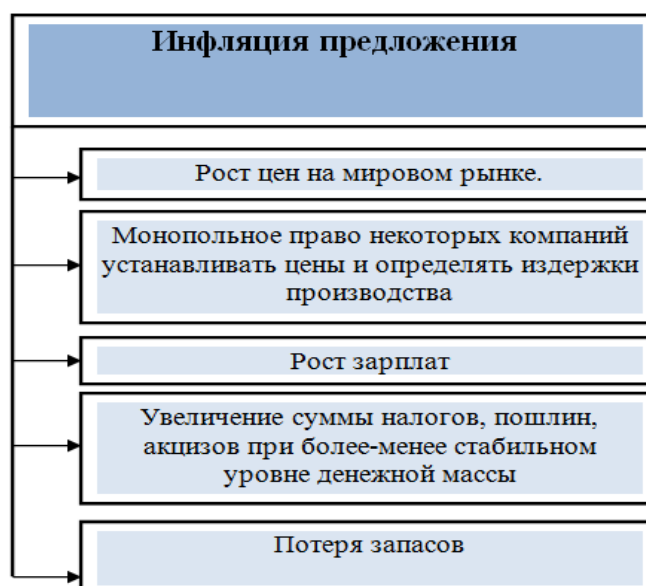 Инфляция предложения
Рост цен на мировом рынке.
Монопольное право некоторых компаний
устанавливать цены и определять издержки
производства
Рост зарплат
Увеличение суммы налогов, пошлин,
акцизов при более-менее стабильном
уровне денежной массы
Потеря запасов